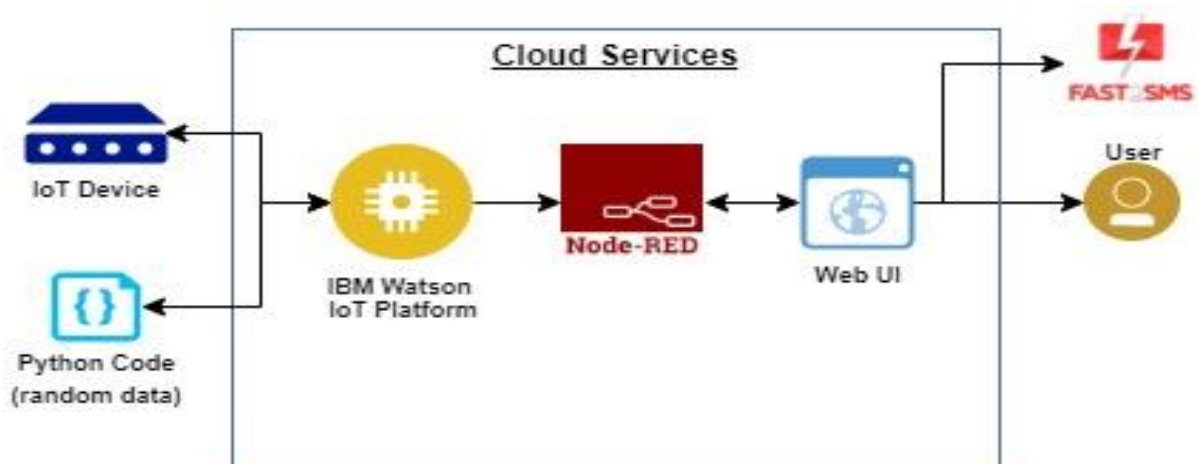 Cloud Services
FAST2SMS
IoT Device
User
Node-RED
Web UI
IBM Watson
IoT Platform
Python Code
(random data)
{ }